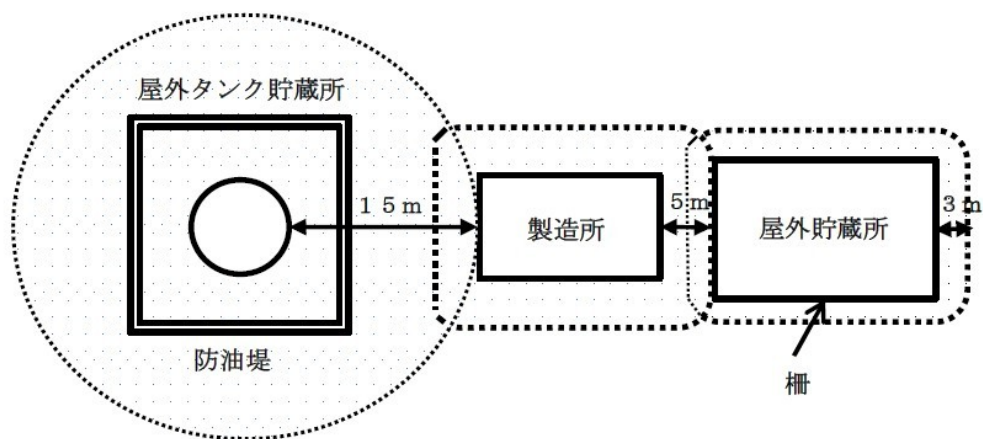 屋外タンク貯蔵所
１５ｍ
製造所
５ｍ
屋外貯蔵所
３ｍ
防油堤
柵